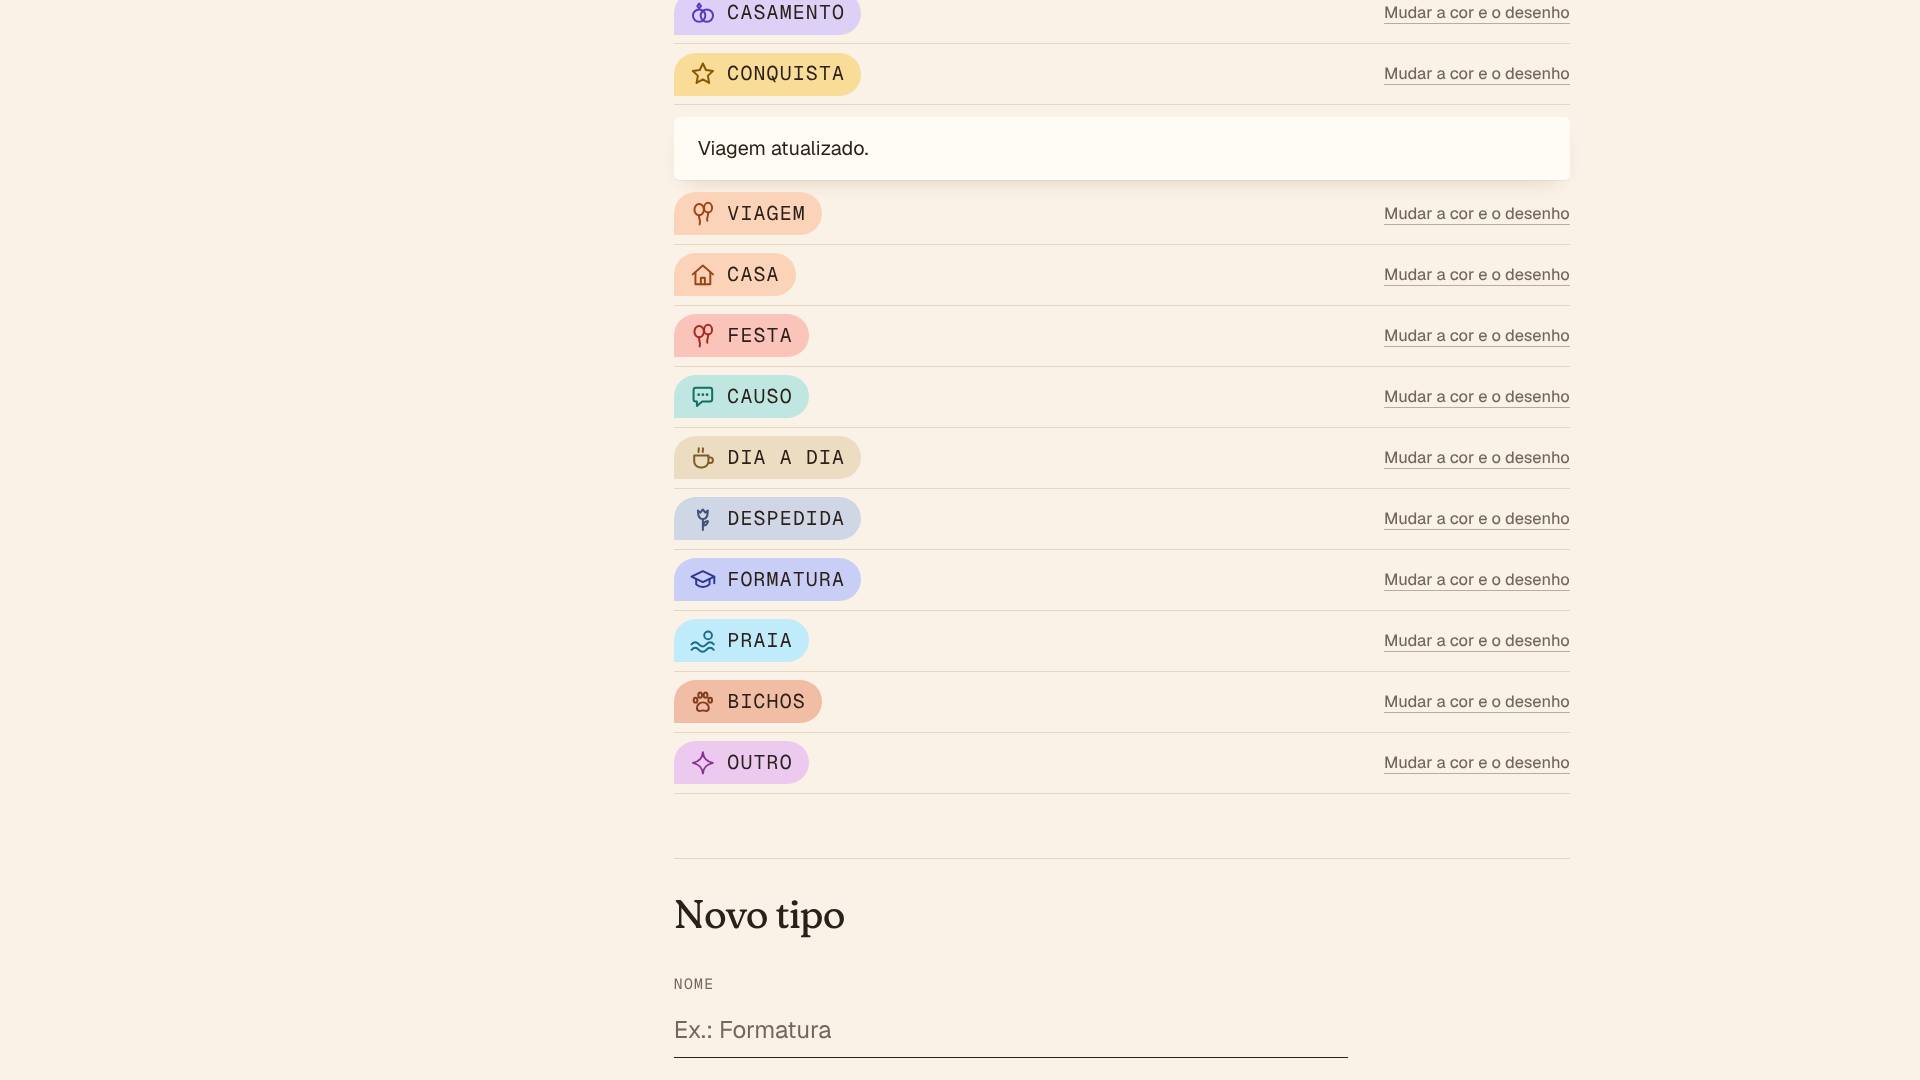 CASAMENTO
Mudar a cor e o desenho
CONQUISTA
Mudar a cor e o desenho
Viagem atualizado.
VIAGEM
Mudar a cor e o desenho
CASA
Mudar a cor e o desenho
FESTA
Mudar a cor e o desenho
CAUSO
Mudar a cor e o desenho
DIA A DIA
Mudar a cor e o desenho
DESPEDIDA
Mudar a cor e o desenho
FORMATURA
Mudar a cor e o desenho
PRAIA
Mudar a cor e o desenho
BICHOS
Mudar a cor e o desenho
OUTRO
Mudar a cor e o desenho
Novo tipo
NOME
Ex.: Formatura